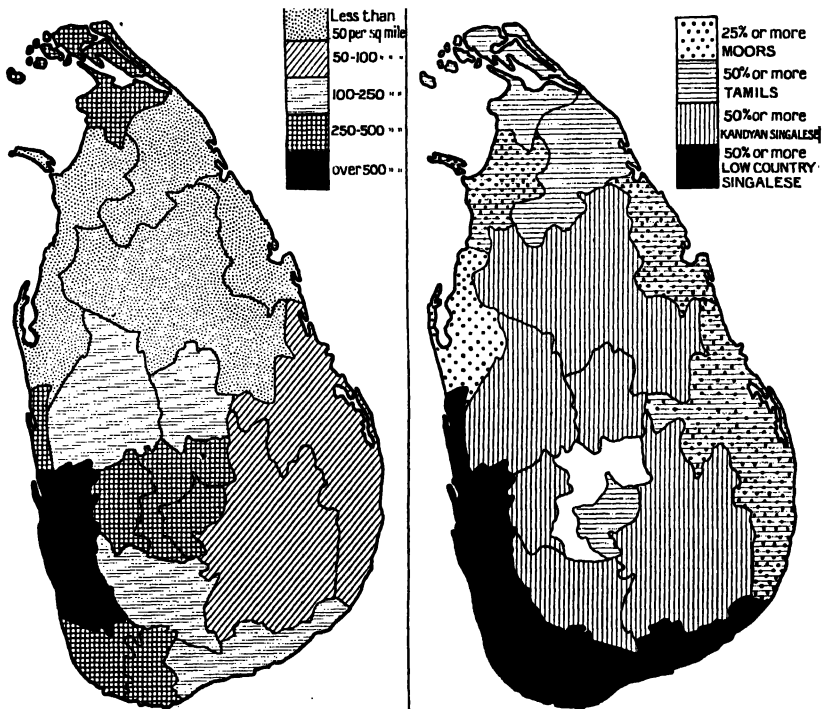 Less than
50 per sq mile
50-100 " " "
100-250 " "
250-500 " "
over 500 " "
25% or more
MOORS
50% or more
TAMILS
50% or more
KANDYAN SINGALESE
50% or more
LOW COUNTRY
SINGALESE